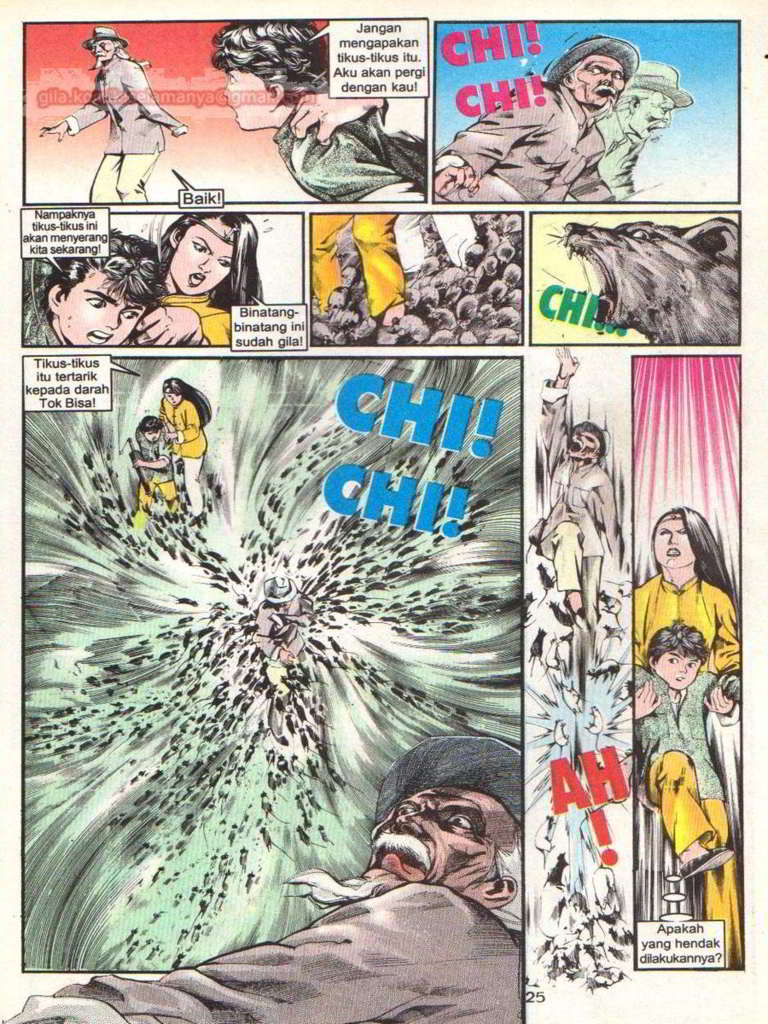 Jangan
mengapakan
tikus-tikus itu.
Aku akan pergi
dengan kau!
Baik!
CHI!
CHI!
Nampaknya
tikus-tikus ini
akan menyerang
kita sekarang!
Binatang-
binatang ini
sudah gila!
CHI...
Tikus-tikus
itu tertarik
kepada darah
Tok Bisa!
CHI!
CHI!
AH
!
Apakah
yang hendak
dilakukannya?
25